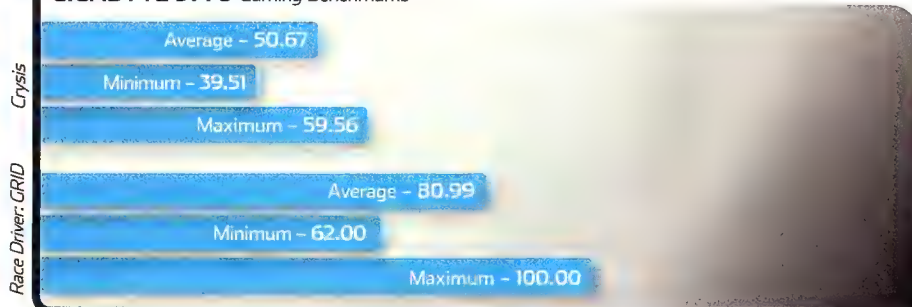 Gaming Benchmarks
Crysis
Average – 50.67
Minimum – 39.51
Maximum – 59.56
Race Driver: GRID
Average – 80.99
Minimum – 62.00
Maximum – 100.00